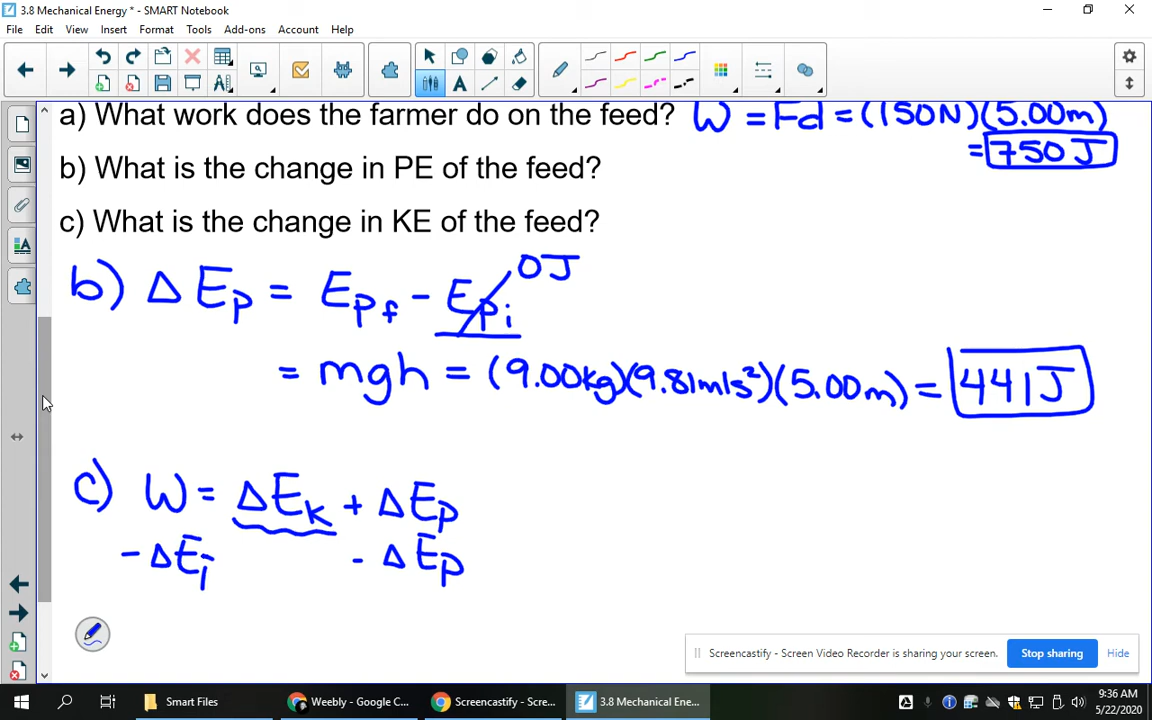 3.8 Mechanical Energy * - SMART Notebook
File Edit View Insert Format Tools Add-ons Account Help
a) What work does the farmer do on the feed? W = Fd = (150N)(5.00m)
= 750 J
b) What is the change in PE of the feed?
c) What is the change in KE of the feed?
0J
b) ΔEp = Epf - Epi
= mgh = (9.00kg)(9.81m/s²)(5.00m) = 441J
c) W = ΔEk + ΔEp
- ΔEp - ΔEp
Screencastify - Screen Video Recorder is sharing your screen. Stop sharing Hide
Smart Files Weebly - Google C... Screencastify - Scre... 3.8 Mechanical Ene...
9:36 AM
5/22/2020